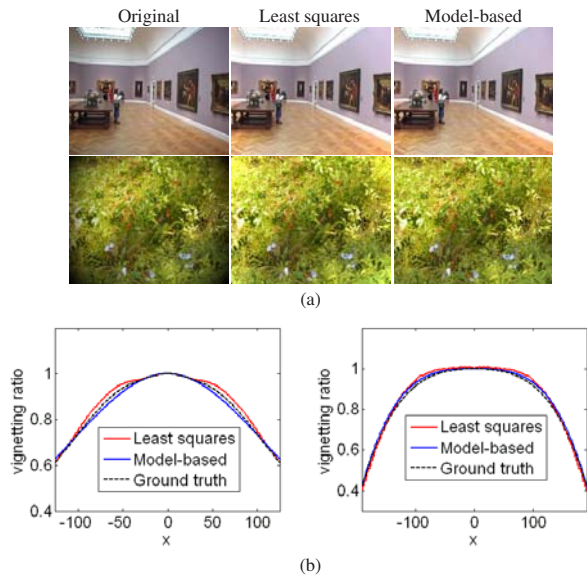 Original Least squares Model-based
(a)
1
0.8
0.6
0.4
vignetting ratio
Least squares
Model-based
Ground truth
-100 -50 0 50 100
x
1
0.8
0.6
0.4
vignetting ratio
Least squares
Model-based
Ground truth
-100 0 100
x
(b)